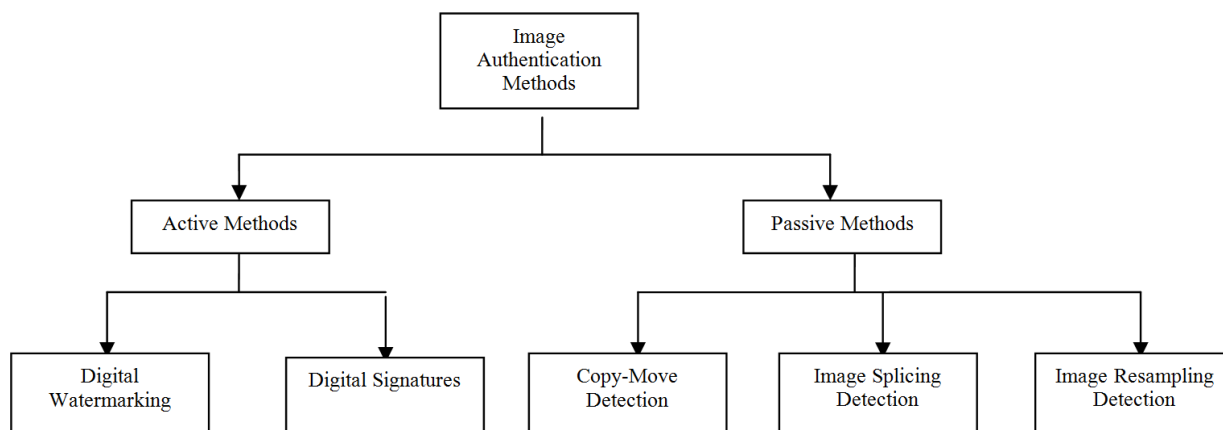 Image
Authentication
Methods
Active Methods
Passive Methods
Digital
Watermarking
Digital Signatures
Copy-Move
Detection
Image Splicing
Detection
Image Resampling
Detection